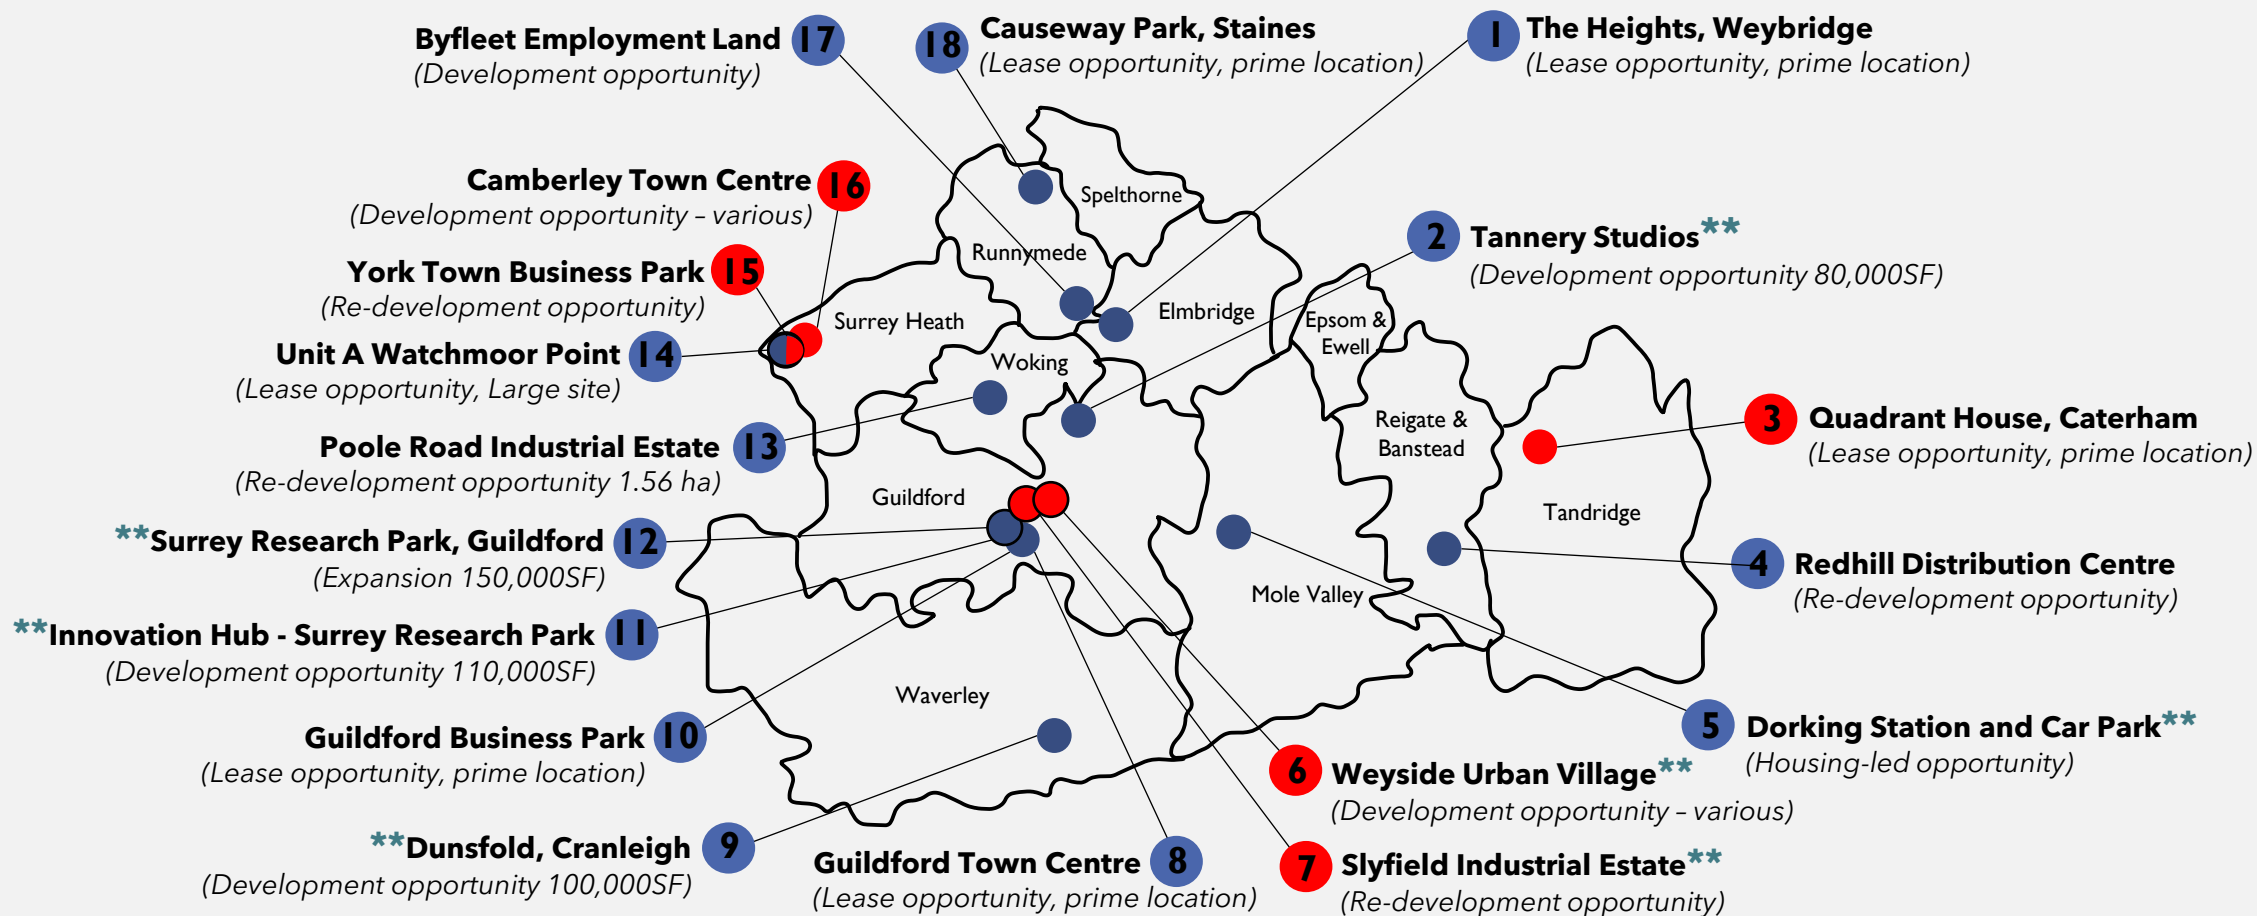 Byfleet Employment Land 17
(Development opportunity)
18 Causeway Park, Staines
(Lease opportunity, prime location)
1 The Heights, Weybridge
(Lease opportunity, prime location)
Camberley Town Centre 16
(Development opportunity – various)
York Town Business Park 15
(Re-development opportunity)
Unit A Watchmoor Point 14
(Lease opportunity, Large site)
Poole Road Industrial Estate 13
(Re-development opportunity 1.56 ha)
**Surrey Research Park, Guildford 12
(Expansion 150,000SF)
**Innovation Hub - Surrey Research Park 11
(Development opportunity 110,000SF)
Guildford Business Park 10
(Lease opportunity, prime location)
**Dunsfold, Cranleigh 9
(Development opportunity 100,000SF)
Spelthorne
Runnymede
Surrey Heath
Elmbridge
Woking
Epsom &
Ewell
Reigate &
Banstead
Guildford
Tandridge
Mole Valley
Waverley
2 Tannery Studios**
(Development opportunity 80,000SF)
3 Quadrant House, Caterham
(Lease opportunity, prime location)
4 Redhill Distribution Centre
(Re-development opportunity)
5 Dorking Station and Car Park**
(Housing-led opportunity)
6 Weyside Urban Village**
(Development opportunity – various)
7 Slyfield Industrial Estate**
(Re-development opportunity)
Guildford Town Centre 8
(Lease opportunity, prime location)